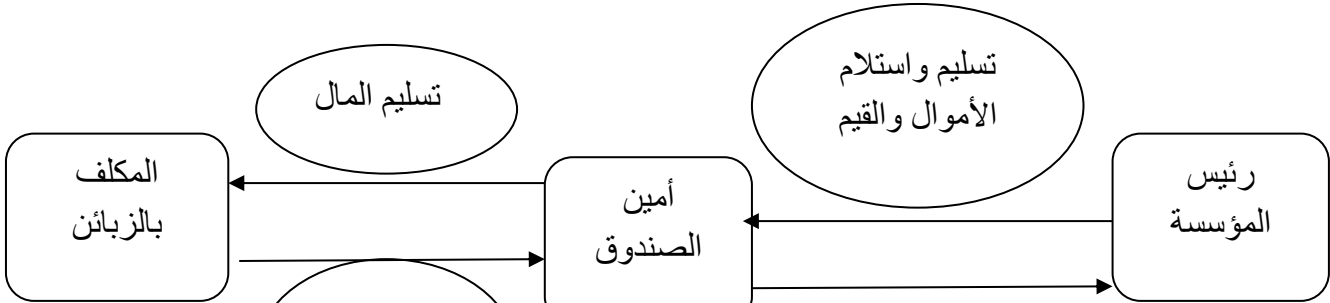 تسليم واستلام
الأموال والقيم
تسليم المال
رئيس
المؤسسة
أمين
الصندوق
المكلف
بالزبائن